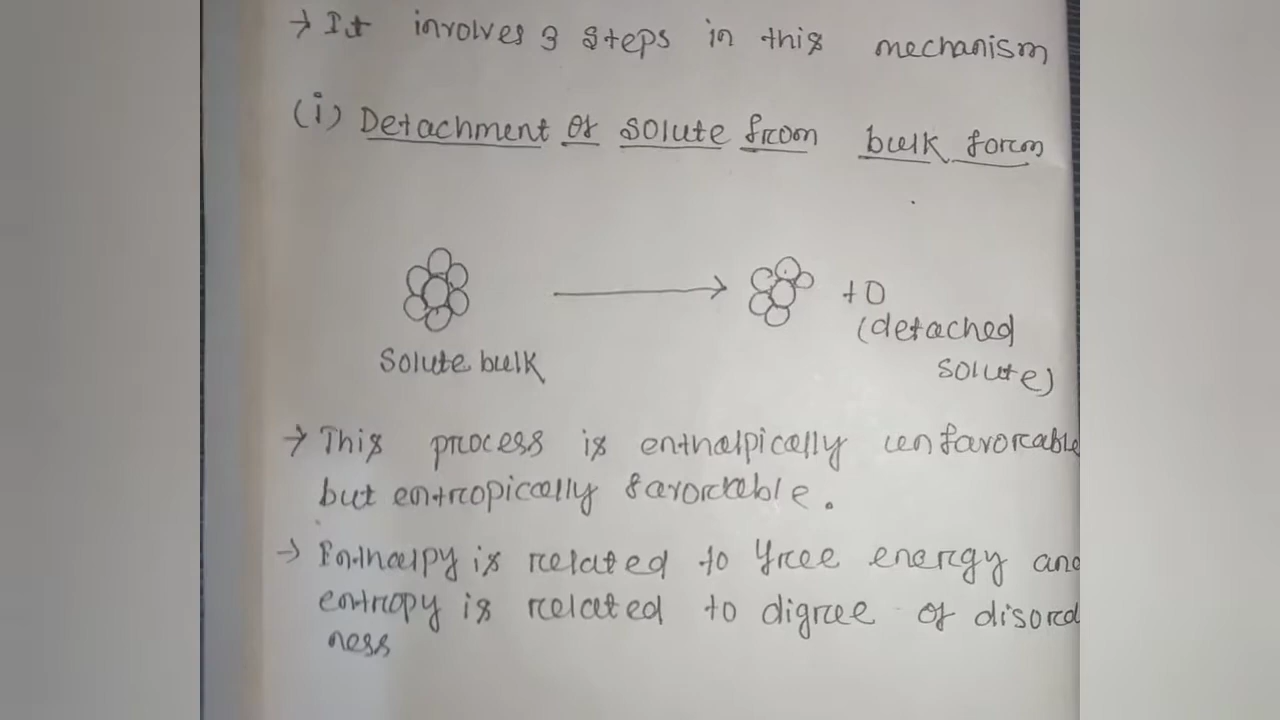 → It involves 3 steps in this mechanism
(i) Detachment of solute from bulk form
+O
(detached
solute)
Solute bulk
→ This process is enthalpically unfavorable
but entropically favorable.
→ Enthalpy is related to free energy and
entropy is related to digree of disord
ness